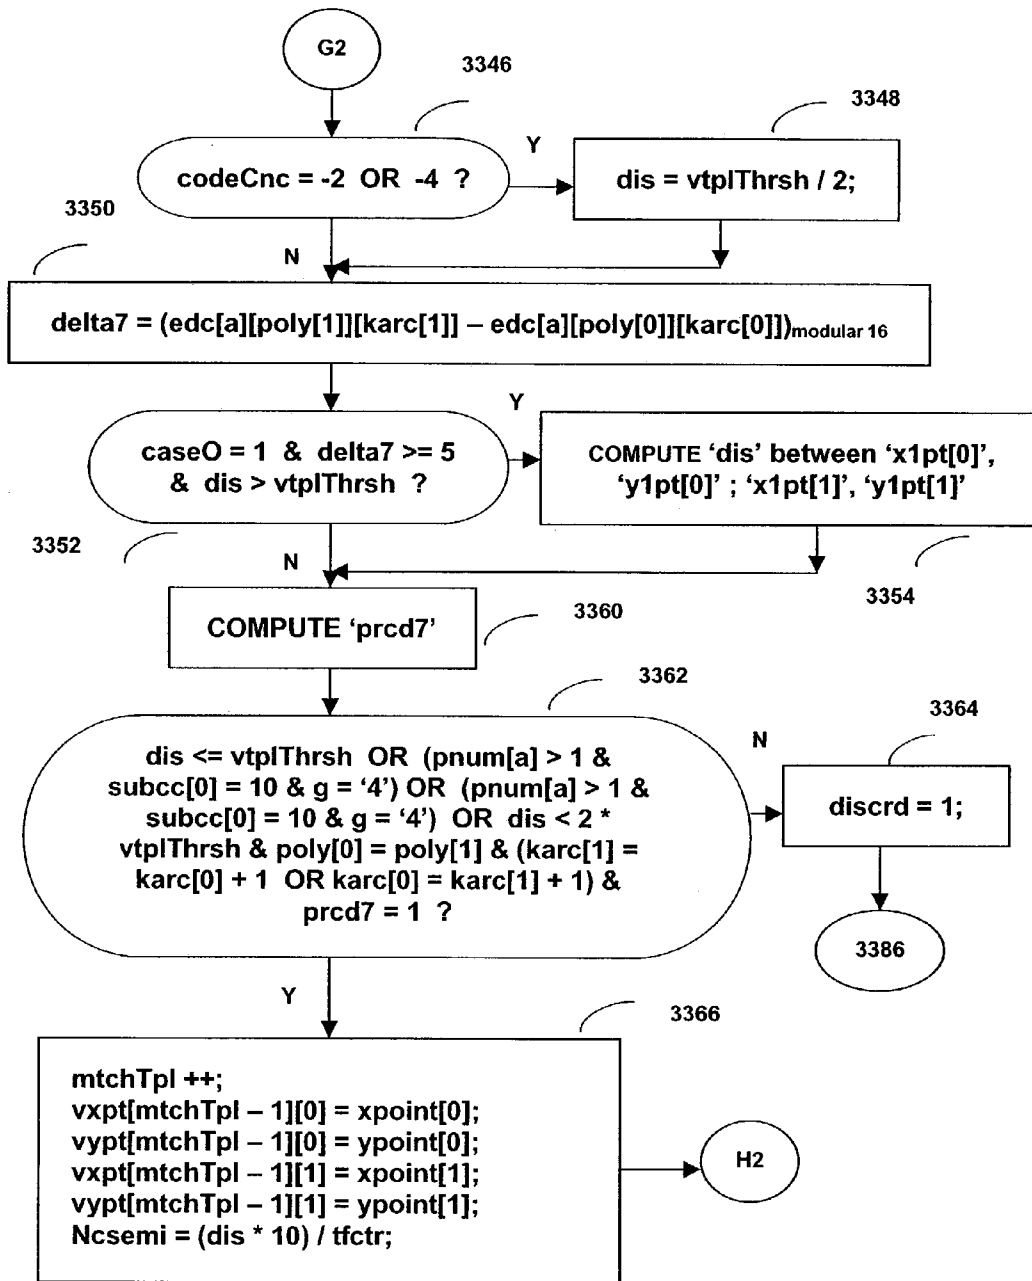 G2
3346
3348
codeCnc = -2 OR -4 ?
Y
dis = vtplThrsh / 2;
3350
N
delta7 = (edc[a][poly[1]][karc[1]] – edc[a][poly[0]][karc[0]])modular 16
Y
caseO = 1 & delta7 >= 5
& dis > vtplThrsh ?
COMPUTE ‘dis’ between ‘x1pt[0]’,
‘y1pt[0]’ ; ‘x1pt[1]’, ‘y1pt[1]’
3352
N
3354
COMPUTE ‘prcd7’
3360
3362
3364
dis <= vtplThrsh OR (pnum[a] > 1 &
subcc[0] = 10 & g = ‘4’) OR (pnum[a] > 1 &
subcc[0] = 10 & g = ‘4’) OR dis < 2 *
vtplThrsh & poly[0] = poly[1] & (karc[1] =
karc[0] + 1 OR karc[0] = karc[1] + 1) &
prcd7 = 1 ?
N
discrd = 1;
3386
Y
3366
mtchTpl ++;
vxpt[mtchTpl – 1][0] = xpoint[0];
vypt[mtchTpl – 1][0] = ypoint[0];
vxpt[mtchTpl – 1][1] = xpoint[1];
vypt[mtchTpl – 1][1] = ypoint[1];
Ncsemi = (dis * 10) / tfctr;
H2